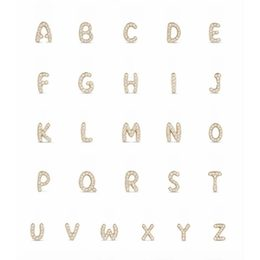 A B C D E
F G H I J
K L M N O
P Q R S T
U V W X Y Z